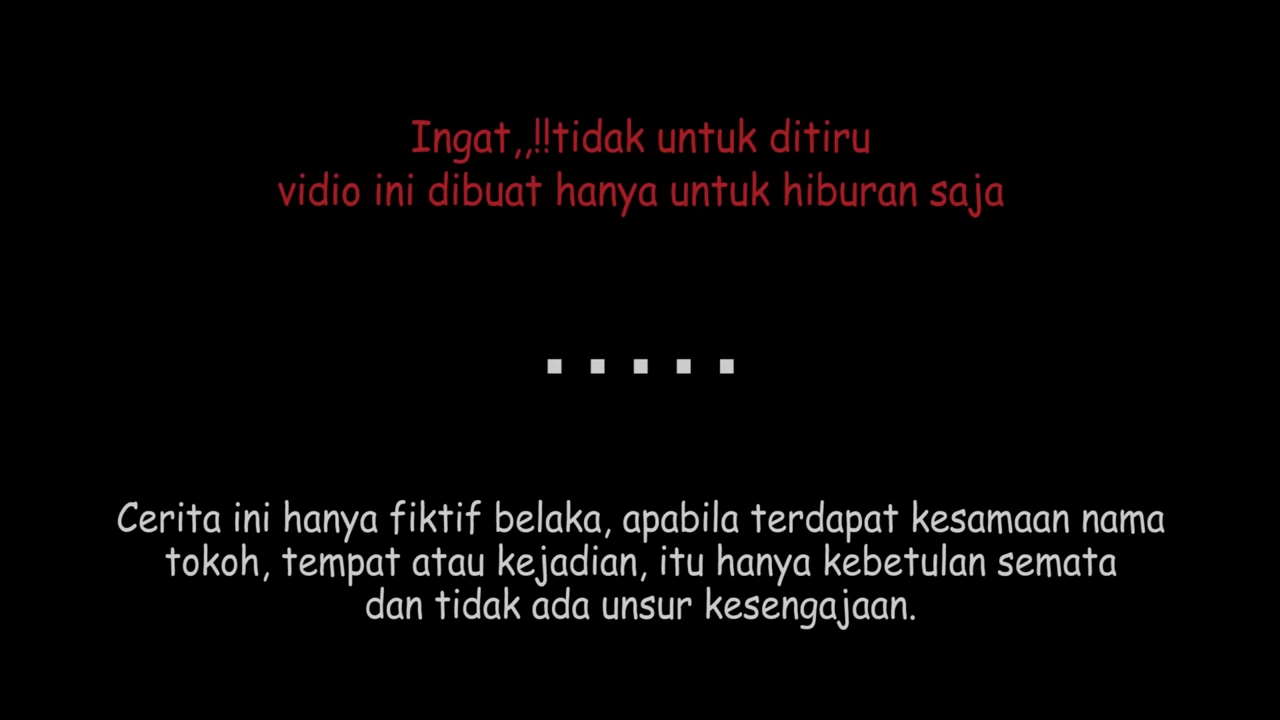 Ingat,,!!tidak untuk ditiru
vidio ini dibuat hanya untuk hiburan saja
. . . . .
Cerita ini hanya fiktif belaka, apabila terdapat kesamaan nama
tokoh, tempat atau kejadian, itu hanya kebetulan semata
dan tidak ada unsur kesengajaan.